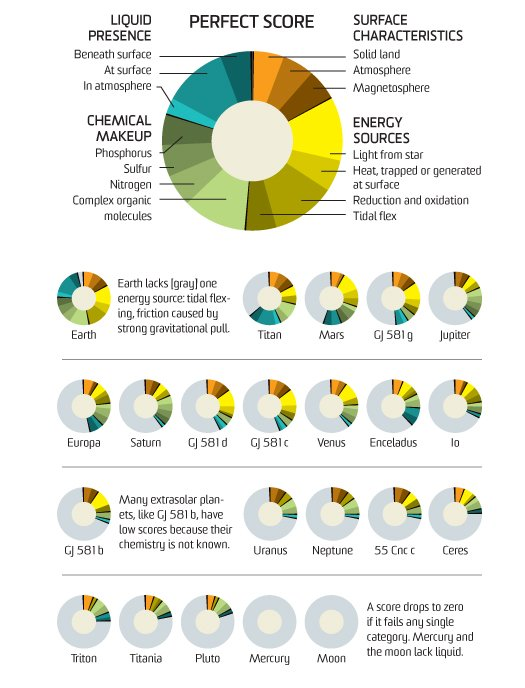 PERFECT SCORE
LIQUID
PRESENCE
Beneath surface
At surface
In atmosphere
CHEMICAL
MAKEUP
Phosphorus
Sulfur
Nitrogen
Complex organic
molecules
SURFACE
CHARACTERISTICS
Solid land
Atmosphere
Magnetosphere
ENERGY
SOURCES
Light from star
Heat, trapped or generated
at surface
Reduction and oxidation
Tidal flex
Earth
Earth lacks [gray] one
energy source: tidal flex-
ing, friction caused by
strong gravitational pull.
Titan
Mars
GJ 581 g
Jupiter
Europa
Saturn
GJ 581 d
GJ 581 c
Venus
Enceladus
Io
GJ 581 b
Many extrasolar plan-
ets, like GJ 581 b, have
low scores because their
chemistry is not known.
Uranus
Neptune
55 Cnc c
Ceres
Triton
Titania
Pluto
Mercury
Moon
A score drops to zero
if it fails any single
category. Mercury and
the moon lack liquid.